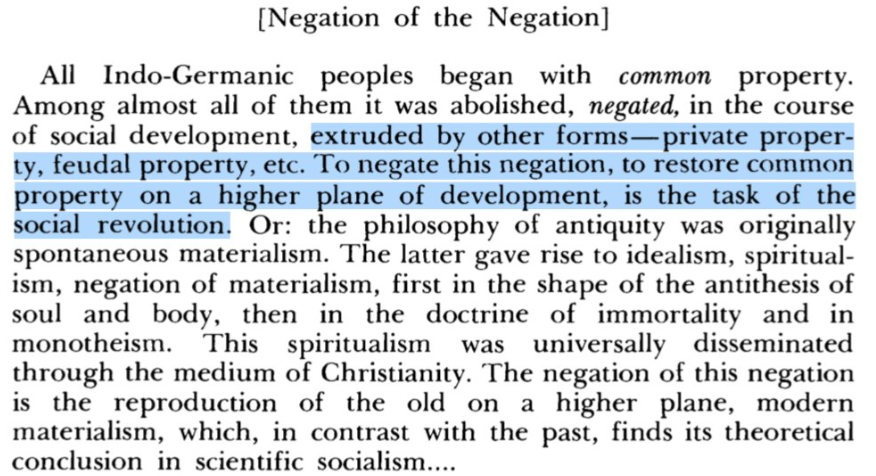 [Negation of the Negation]
All Indo-Germanic peoples began with common property.
Among almost all of them it was abolished, negated, in the course
of social development, extruded by other forms—private proper-
ty, feudal property, etc. To negate this negation, to restore common
property on a higher plane of development, is the task of the
social revolution. Or: the philosophy of antiquity was originally
spontaneous materialism. The latter gave rise to idealism, spiritual-
ism, negation of materialism, first in the shape of the antithesis of
soul and body, then in the doctrine of immortality and in
monotheism. This spiritualism was universally disseminated
through the medium of Christianity. The negation of this negation
is the reproduction of the old on a higher plane, modern
materialism, which, in contrast with the past, finds its theoretical
conclusion in scientific socialism....